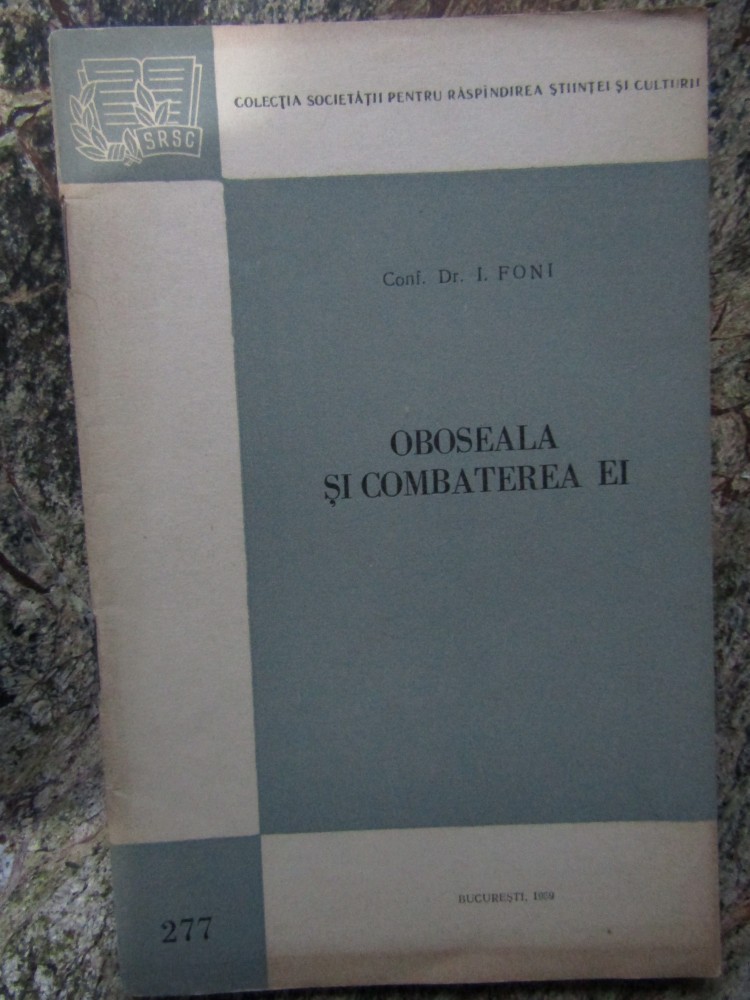 SRSC
COLECȚIA SOCIETĂȚII PENTRU RĂSPÎNDIREA ȘTIINȚEI ȘI CULTURII
Conf. Dr. I. FONI
OBOSEALA
ȘI COMBATEREA EI
BUCUREȘTI, 1959
277